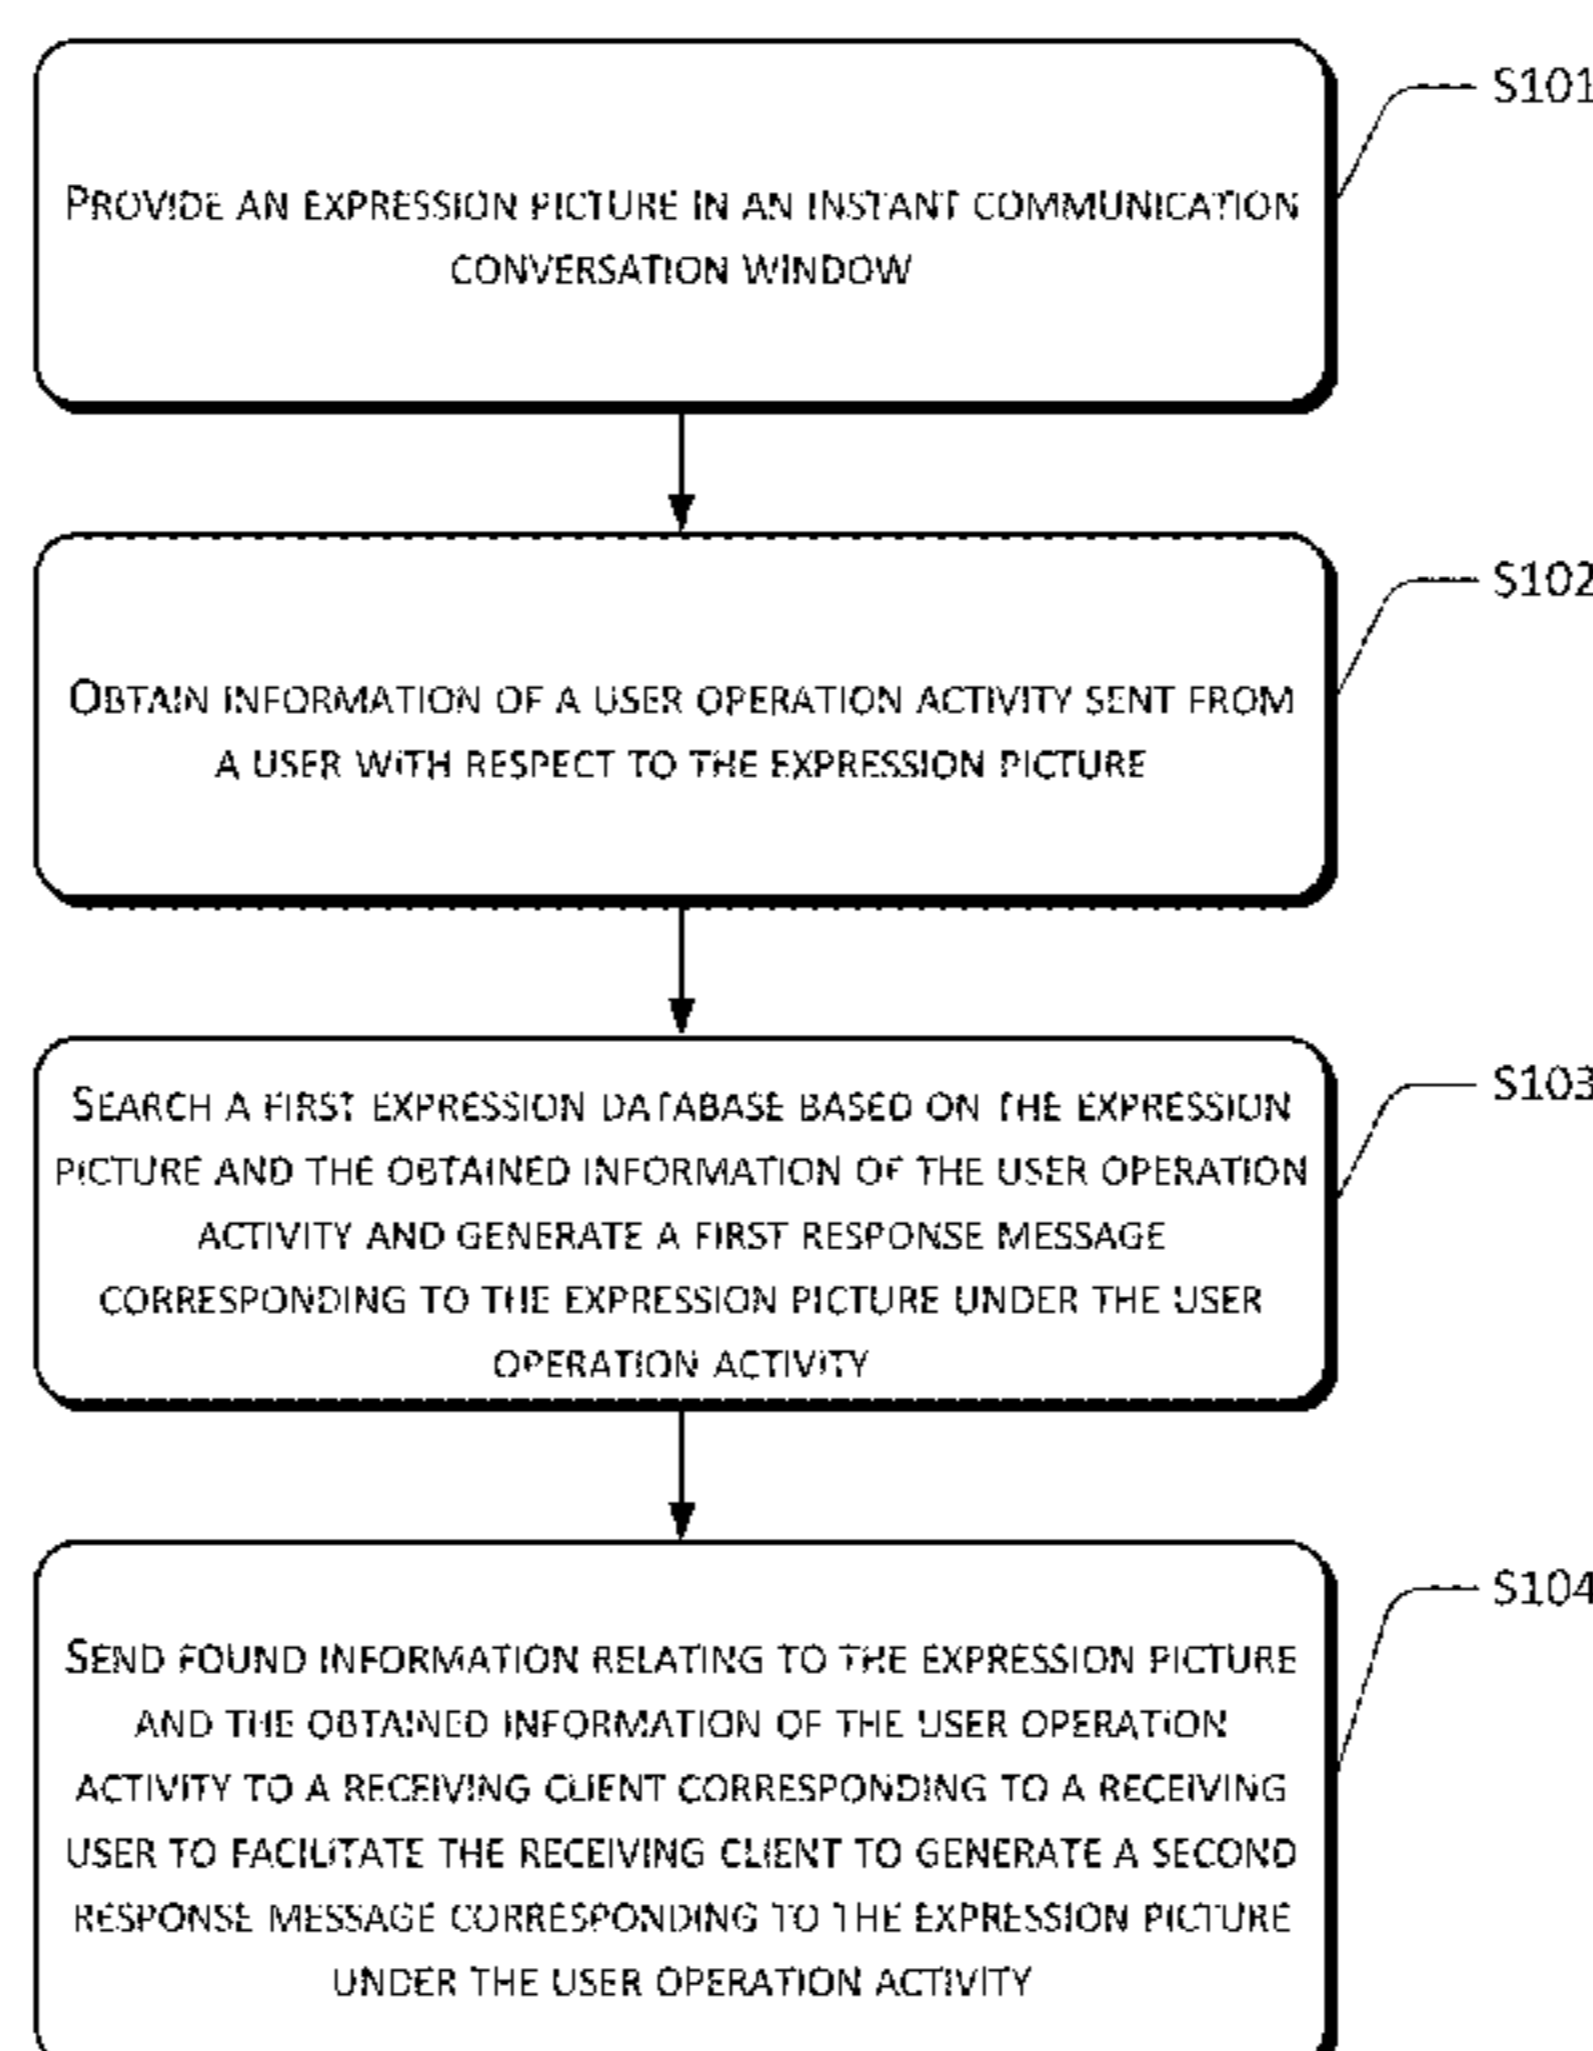 PROVIDE AN EXPRESSION PICTURE IN AN INSTANT COMMUNICATION
CONVERSATION WINDOW
S101
OBTAIN INFORMATION OF A USER OPERATION ACTIVITY SENT FROM
A USER WITH RESPECT TO THE EXPRESSION PICTURE
S102
SEARCH A FIRST EXPRESSION DATABASE BASED ON THE EXPRESSION
PICTURE AND THE OBTAINED INFORMATION OF THE USER OPERATION
ACTIVITY AND GENERATE A FIRST RESPONSE MESSAGE
CORRESPONDING TO THE EXPRESSION PICTURE UNDER THE USER
OPERATION ACTIVITY
S103
SEND FOUND INFORMATION RELATING TO THE EXPRESSION PICTURE
AND THE OBTAINED INFORMATION OF THE USER OPERATION
ACTIVITY TO A RECEIVING CLIENT CORRESPONDING TO A RECEIVING
USER TO FACILITATE THE RECEIVING CLIENT TO GENERATE A SECOND
RESPONSE MESSAGE CORRESPONDING TO THE EXPRESSION PICTURE
UNDER THE USER OPERATION ACTIVITY
S104